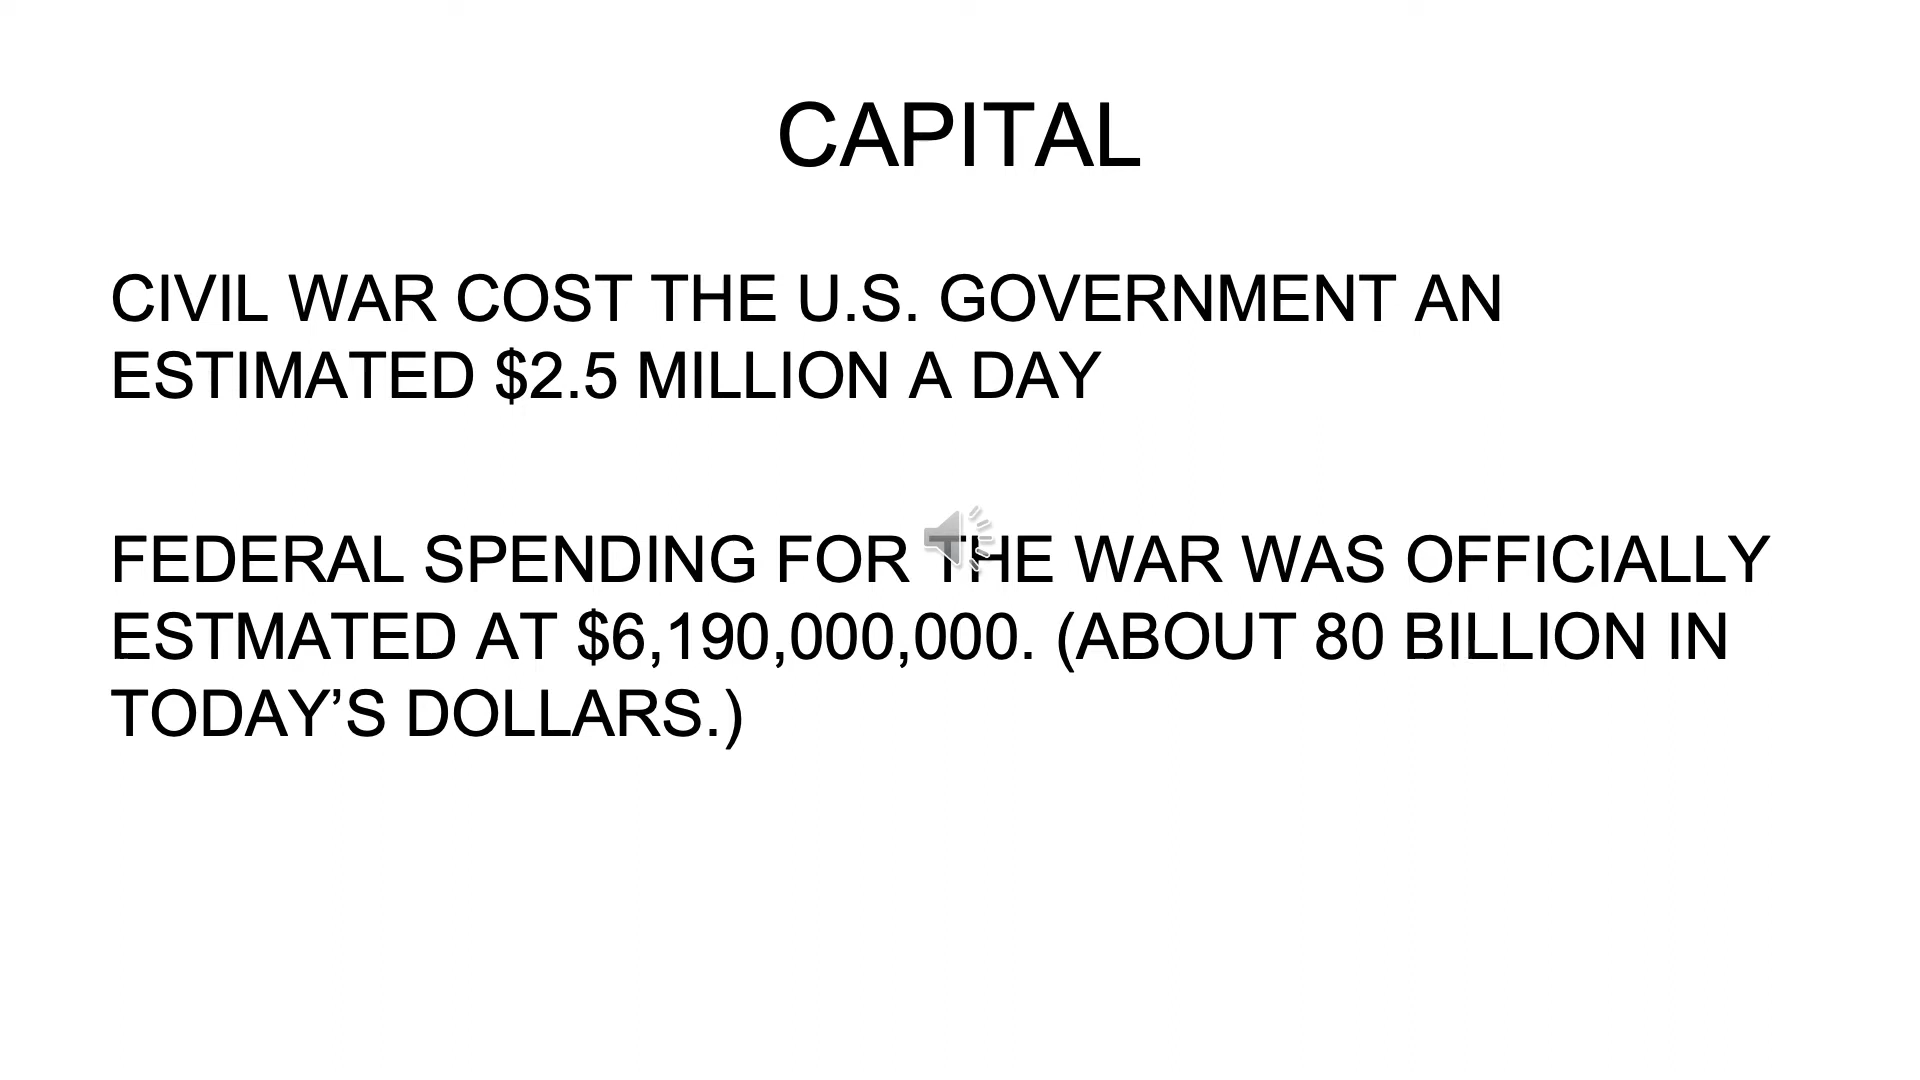 CAPITAL
CIVIL WAR COST THE U.S. GOVERNMENT AN
ESTIMATED $2.5 MILLION A DAY
FEDERAL SPENDING FOR THE WAR WAS OFFICIALLY
ESTMATED AT $6,190,000,000. (ABOUT 80 BILLION IN
TODAY’S DOLLARS.)